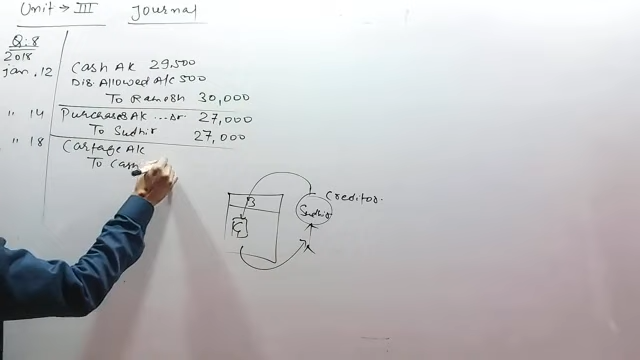 Unit → III Journal
Q:8
2018
Jan. 12 Cash A/c 29,500
Dis. Allowed A/c 500
To Ramesh 30,000
" 14 Purchases A/c ... Dr. 27,000
To Sudhir 27,000
" 18 Cartage A/c
To Cash
B
Creditor.
Sudhir
G